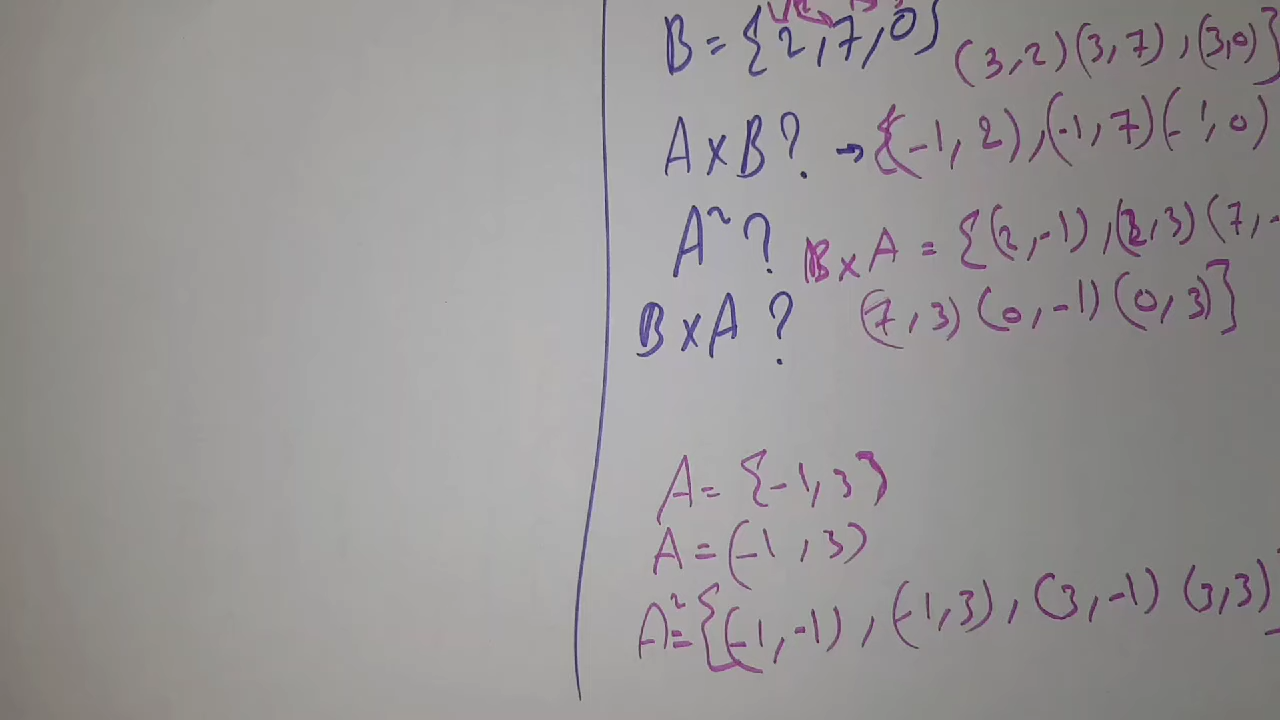 B = {2,7,0}
(3,2)(3,7),(3,0)}
A×B? → {-1,2),(-1,7)(-1,0)
A²?
B×A = {(2,-1),(2,3)(7,-
B×A ?
(7,3)(0,-1)(0,3)}
A = {-1,3}
A = (-1,3)
A² = {(-1,-1),(-1,3),(3,-1)(3,3)